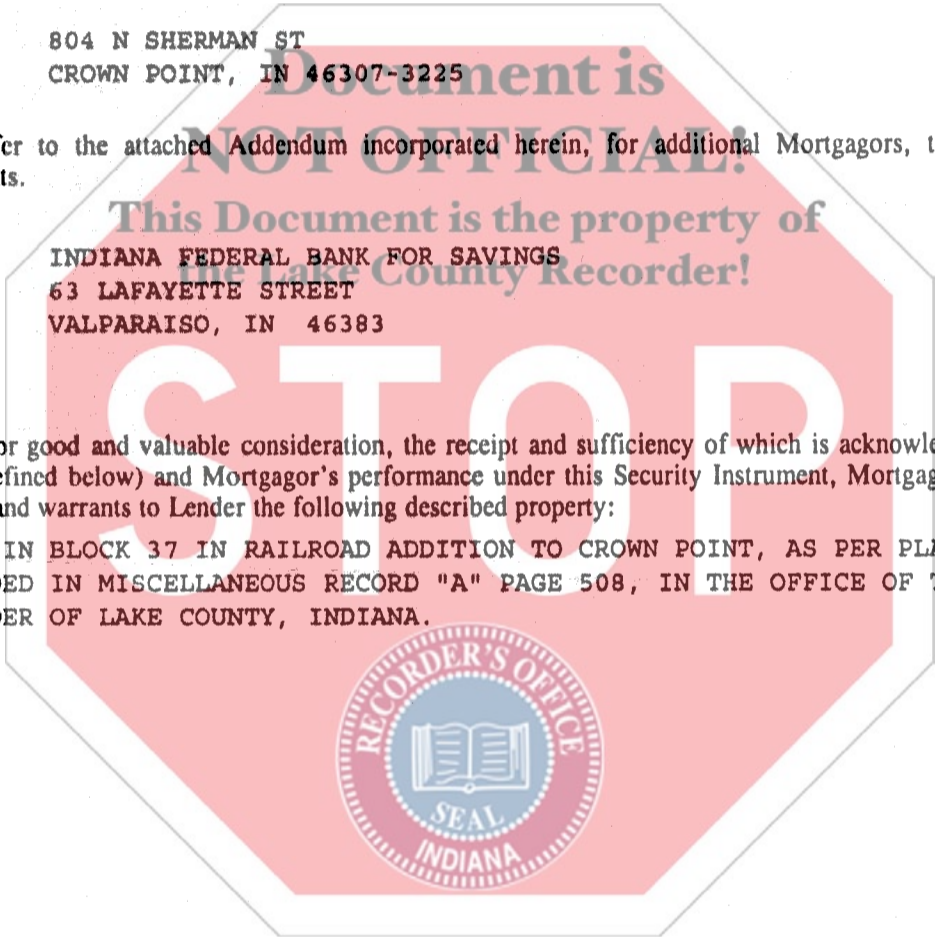 804 N SHERMAN ST
CROWN POINT, IN 46307-3225
Document is
NOT OFFICIAL!
to the attached Addendum incorporated herein, for additional Mortgagors,
This Document is the property of
the Lake County Recorder!
INDIANA FEDERAL BANK FOR SAVINGS
63 LAFAYETTE STREET
VALPARAISO, IN 46383
STOP
or good and valuable consideration, the receipt and sufficiency of which is acknowle
efined below) and Mortgagor's performance under this Security Instrument, Mortgag
and warrants to Lender the following described property:
IN BLOCK 37 IN RAILROAD ADDITION TO CROWN POINT, AS PER PLA
ED IN MISCELLANEOUS RECORD "A" PAGE 508, IN THE OFFICE OF
ER OF LAKE COUNTY, INDIANA.
RECORDER'S OFFICE
SEAL
INDIANA